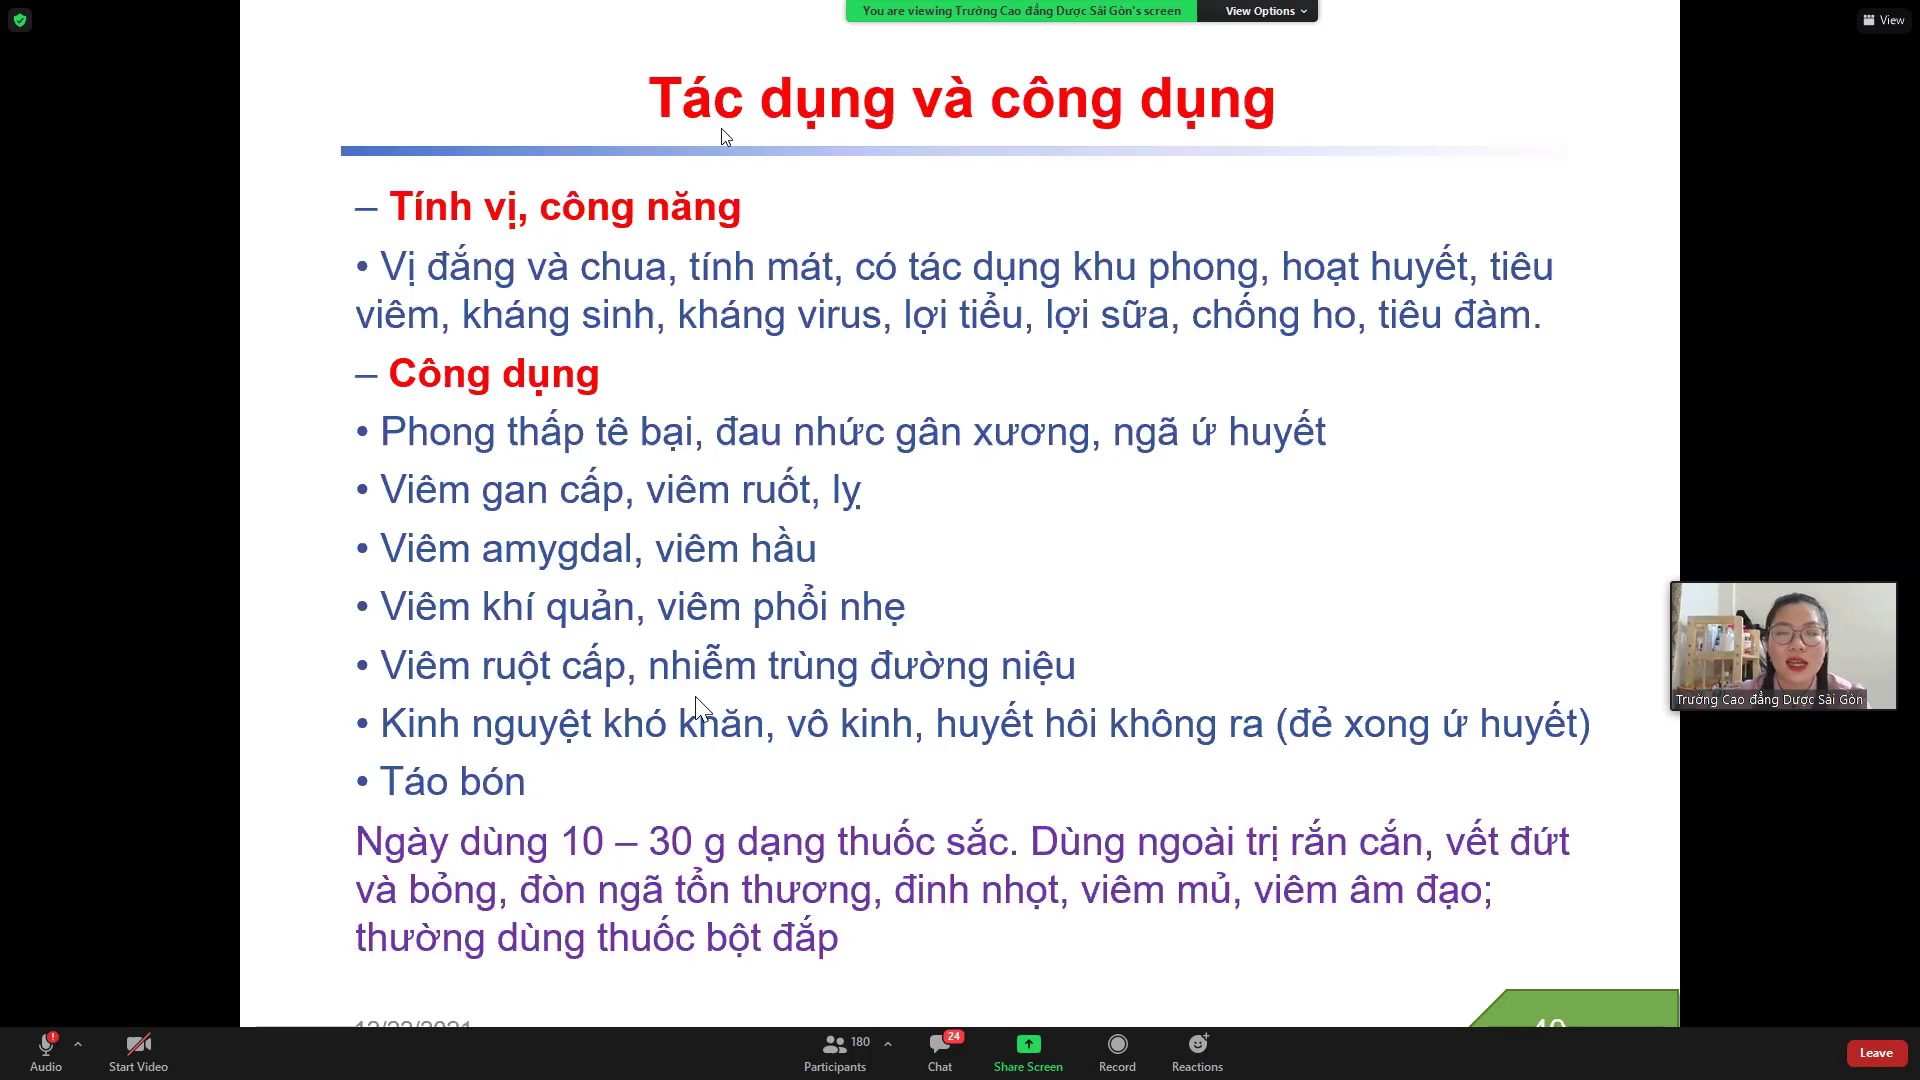 You are viewing Trường Cao đẳng Dược Sài Gòn's screen
View Options
View
Tác dụng và công dụng
– Tính vị, công năng
• Vị đắng và chua, tính mát, có tác dụng khu phong, hoạt huyết, tiêu
viêm, kháng sinh, kháng virus, lợi tiểu, lợi sữa, chống ho, tiêu đàm.
– Công dụng
• Phong thấp tê bại, đau nhức gân xương, ngã ứ huyết
• Viêm gan cấp, viêm ruốt, lỵ
• Viêm amygdal, viêm hầu
• Viêm khí quản, viêm phổi nhẹ
• Viêm ruột cấp, nhiễm trùng đường niệu
• Kinh nguyệt khó khăn, vô kinh, huyết hôi không ra (đẻ xong ứ huyết)
• Táo bón
Ngày dùng 10 – 30 g dạng thuốc sắc. Dùng ngoài trị rắn cắn, vết đứt
và bỏng, đòn ngã tổn thương, đinh nhọt, viêm mủ, viêm âm đạo;
thường dùng thuốc bột đắp
Trường Cao đẳng Dược Sài Gòn
Audio
Start Video
180
Participants
24
Chat
Share Screen
Record
Reactions
Leave